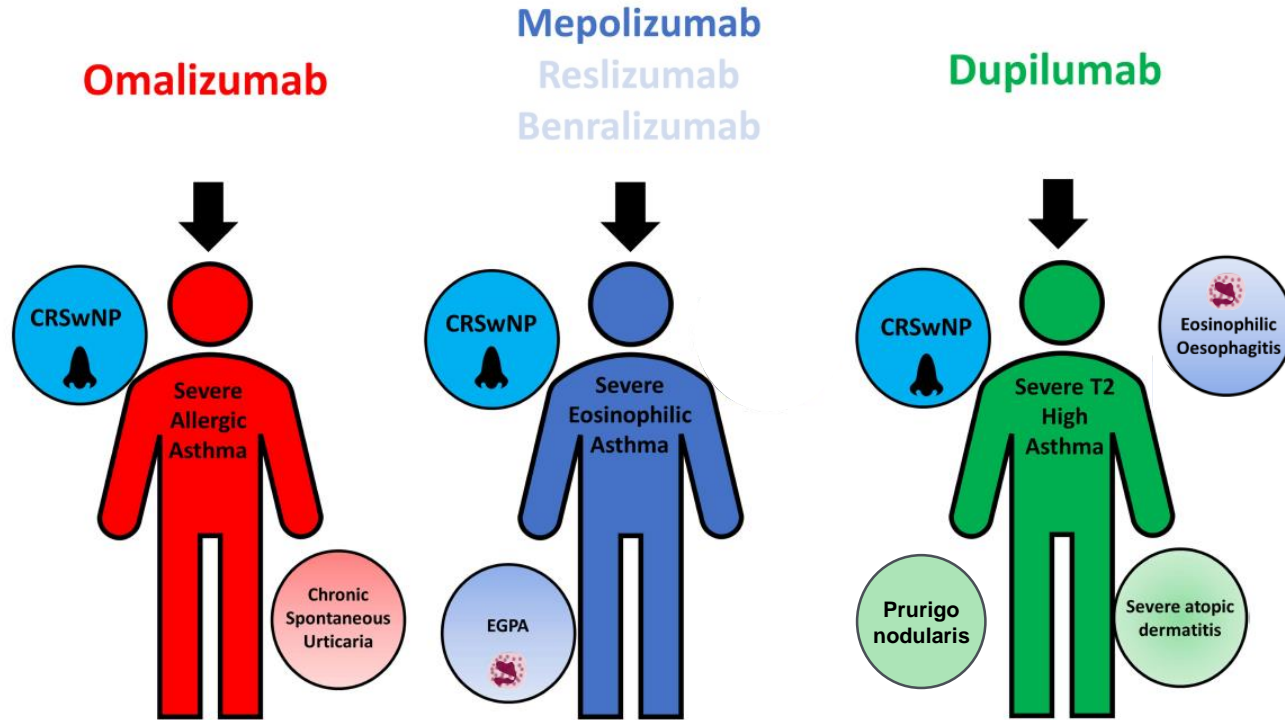 Omalizumab
CRSwNP
Severe
Allergic
Asthma
Chronic
Spontaneous
Urticaria
Mepolizumab
Reslizumab
Benralizumab
CRSwNP
Severe
Eosinophilic
Asthma
EGPA
Dupilumab
CRSwNP
Eosinophilic
Oesophagitis
Severe T2
High
Asthma
Prurigo
nodularis
Severe atopic
dermatitis